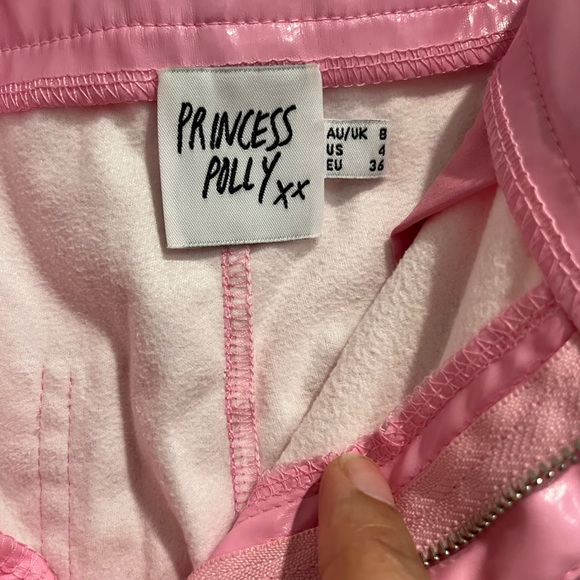 PRINCESS
POLLY xx
AU/UK 8
US 4
EU 36